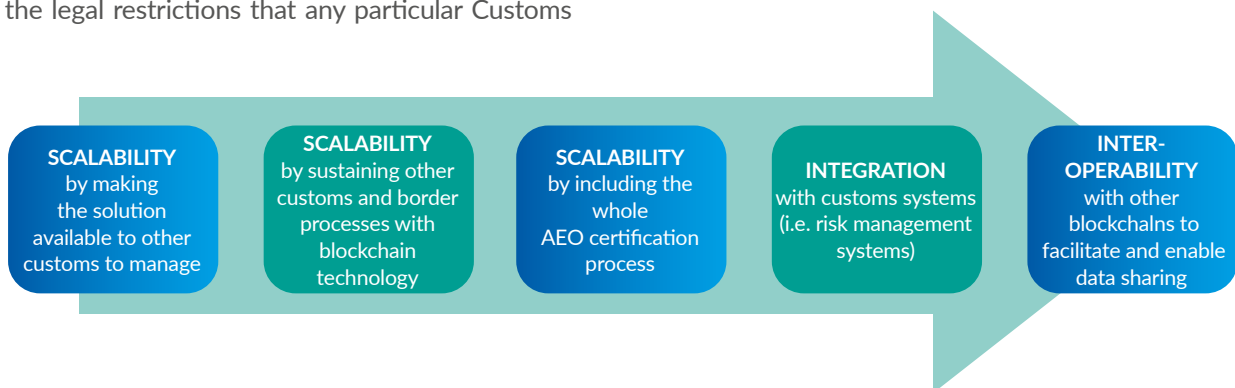 the legal restrictions that any particular Customs
SCALABILITY
by making
the solution
available to other
customs to manage
SCALABILITY
by sustaining other
customs and border
processes with
blockchain
technology
SCALABILITY
by including the
whole
AEO certification
process
INTEGRATION
with customs systems
(i.e. risk management
systems)
INTER-
OPERABILITY
with other
blockchalns to
facilitate and enable
data sharing